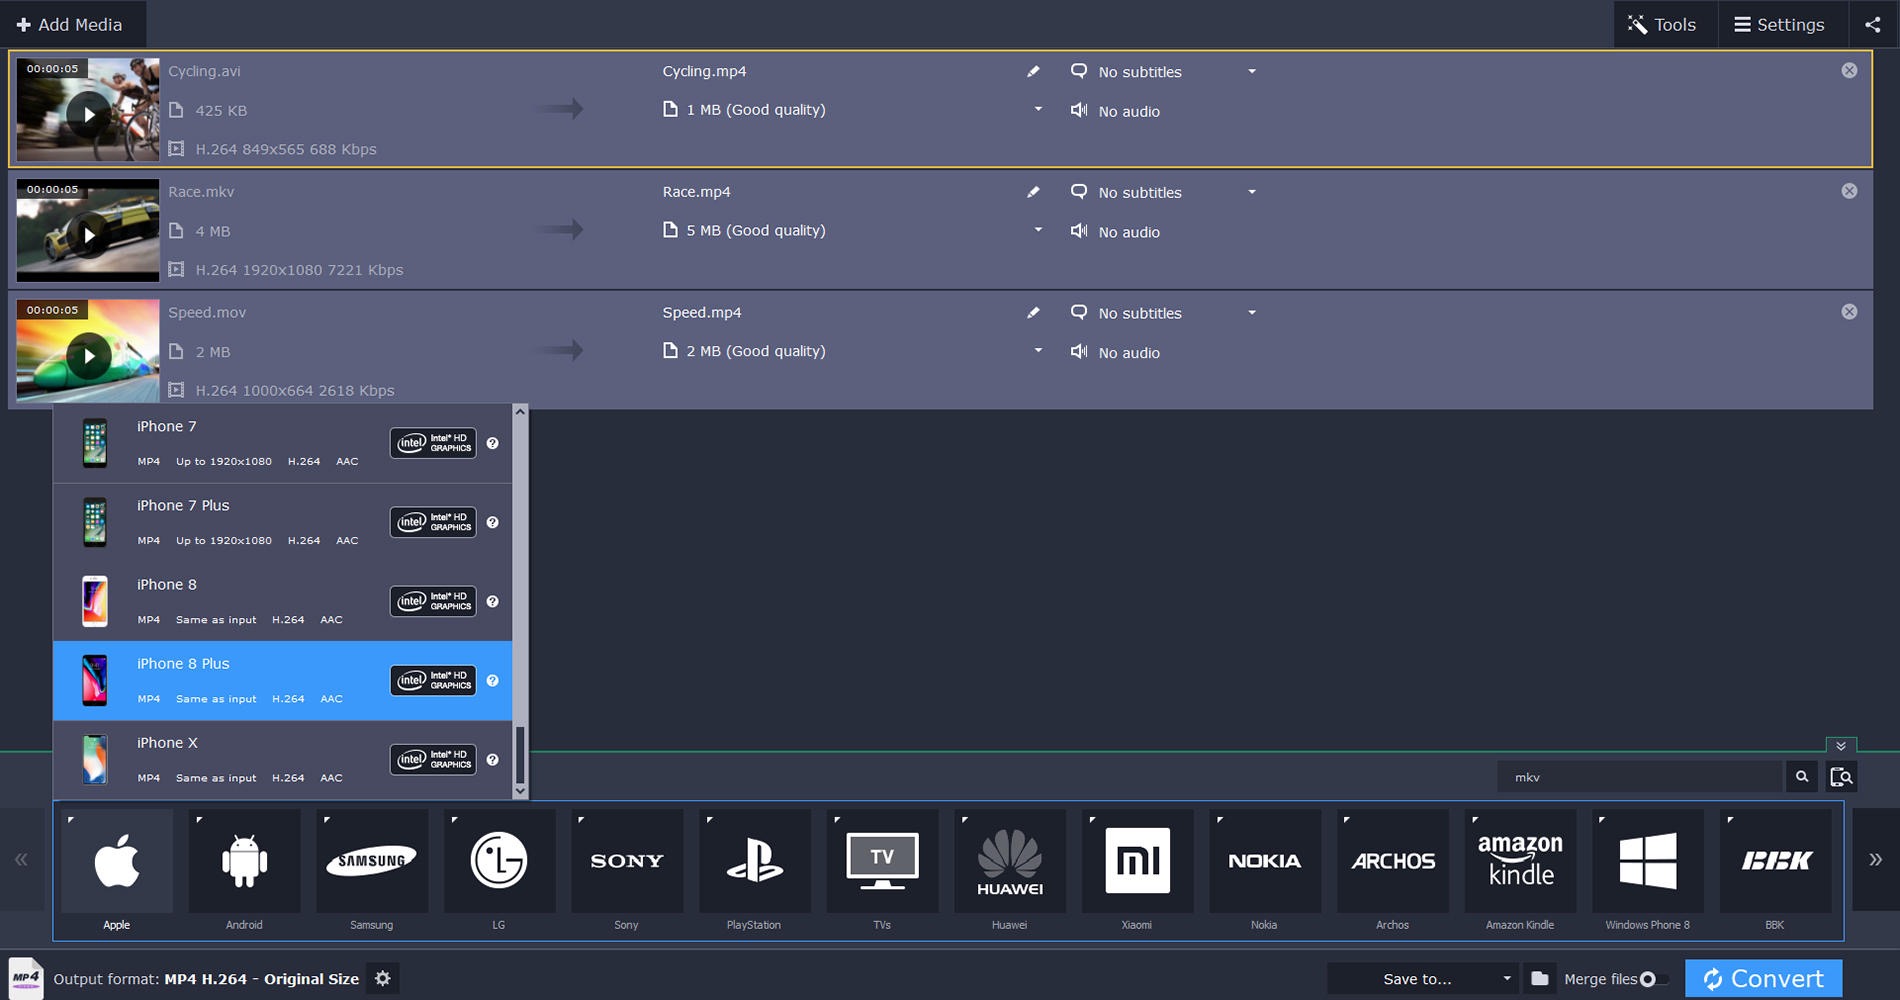 Add Media
Tools
Settings
00:00:05
Cycling.avi
425 KB
H.264 849x565 688 Kbps
Cycling.mp4
1 MB (Good quality)
No subtitles
No audio
00:00:05
Race.mkv
4 MB
H.264 1920x1080 7221 Kbps
Race.mp4
5 MB (Good quality)
No subtitles
No audio
00:00:05
Speed.mov
2 MB
H.264 1000x664 2618 Kbps
Speed.mp4
2 MB (Good quality)
No subtitles
No audio
iPhone 7
MP4 Up to 1920x1080 H.264 AAC
intel Intel® HD
GRAPHICS
?
iPhone 7 Plus
MP4 Up to 1920x1080 H.264 AAC
intel Intel® HD
GRAPHICS
?
iPhone 8
MP4 Same as input H.264 AAC
intel Intel® HD
GRAPHICS
?
iPhone 8 Plus
MP4 Same as input H.264 AAC
intel Intel® HD
GRAPHICS
?
iPhone X
MP4 Same as input H.264 AAC
intel Intel® HD
GRAPHICS
?
mkv
SAMSUNG
LG
SONY
TV
HUAWEI
mi
NOKIA
ARCHOS
amazon
kindle
BBK
Apple
Android
Samsung
LG
Sony
PlayStation
TVs
Huawei
Xiaomi
Nokia
Archos
Amazon Kindle
Windows Phone 8
BBK
MP4
Output format: MP4 H.264 - Original Size
Save to...
Merge files
Convert